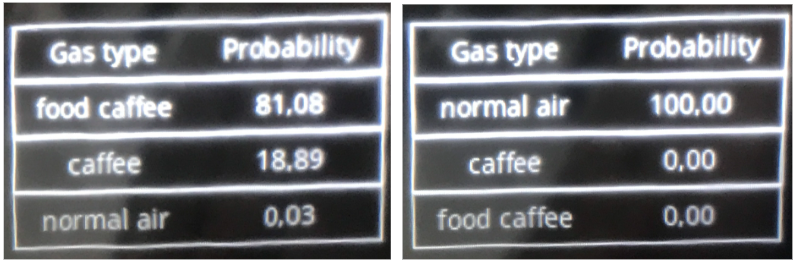 Gas type Probability
food caffee 81,08
caffee 18,89
normal air 0,03
Gas type Probability
normal air 100,00
caffee 0,00
food caffee 0,00